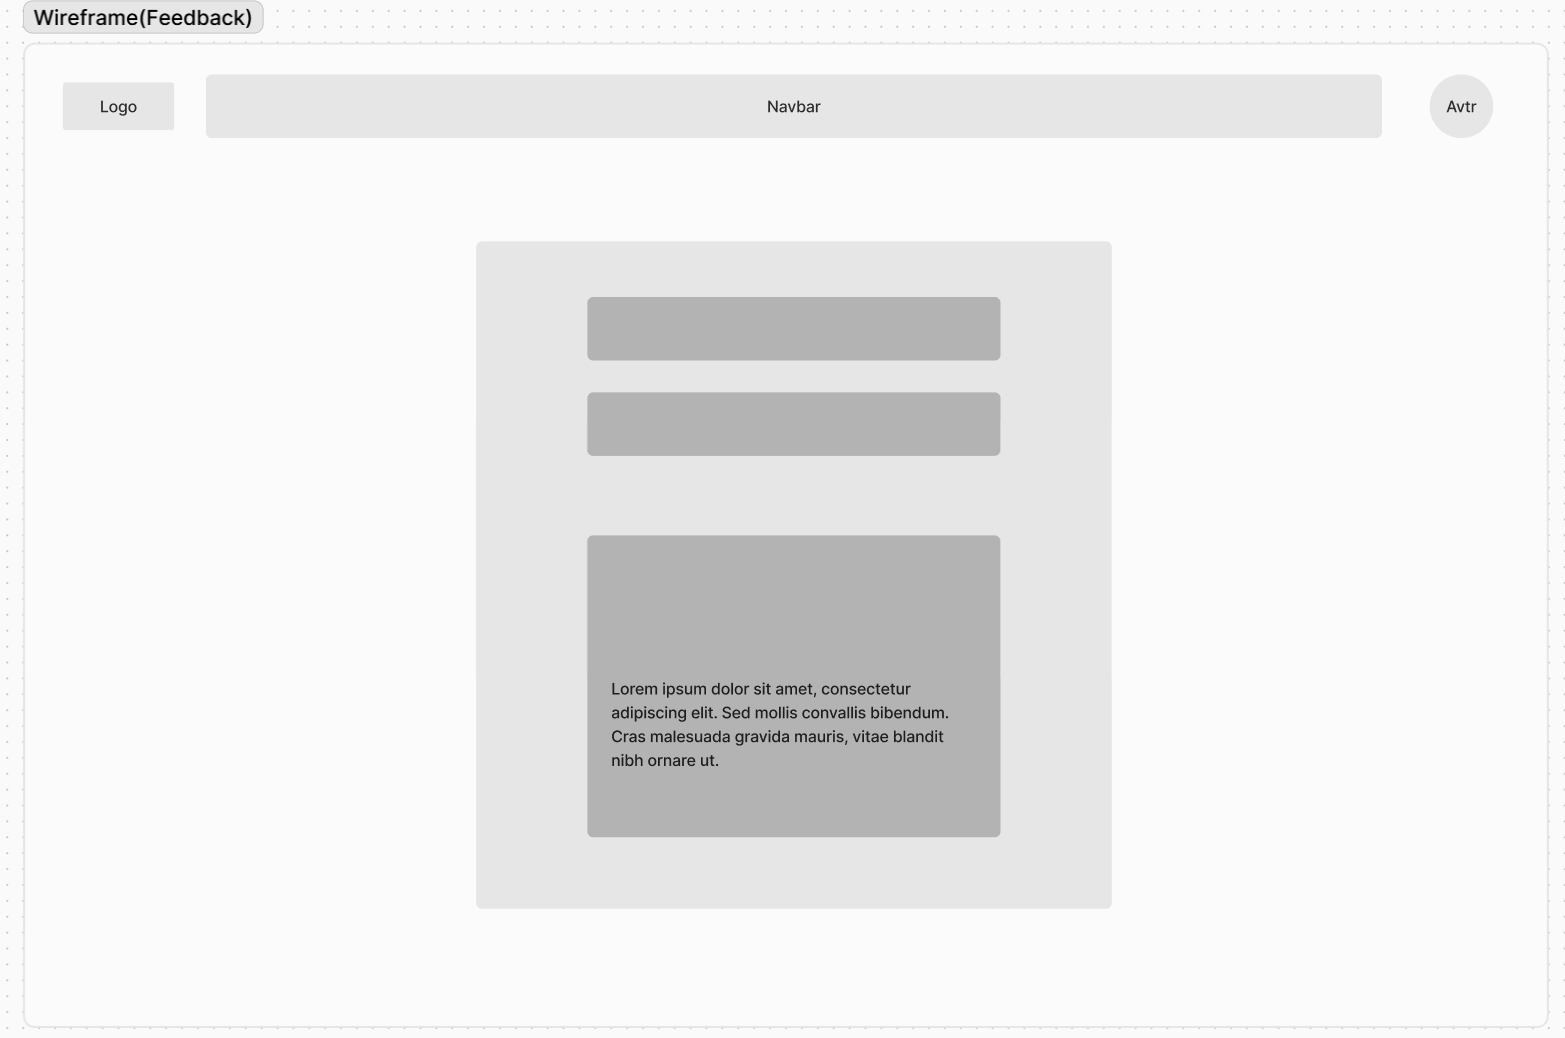 Wireframe(Feedback)
Logo
Navbar
Avtr
Lorem ipsum dolor sit amet, consectetur
adipiscing elit. Sed mollis convallis bibendum.
Cras malesuada gravida mauris, vitae blandit
nibh ornare ut.